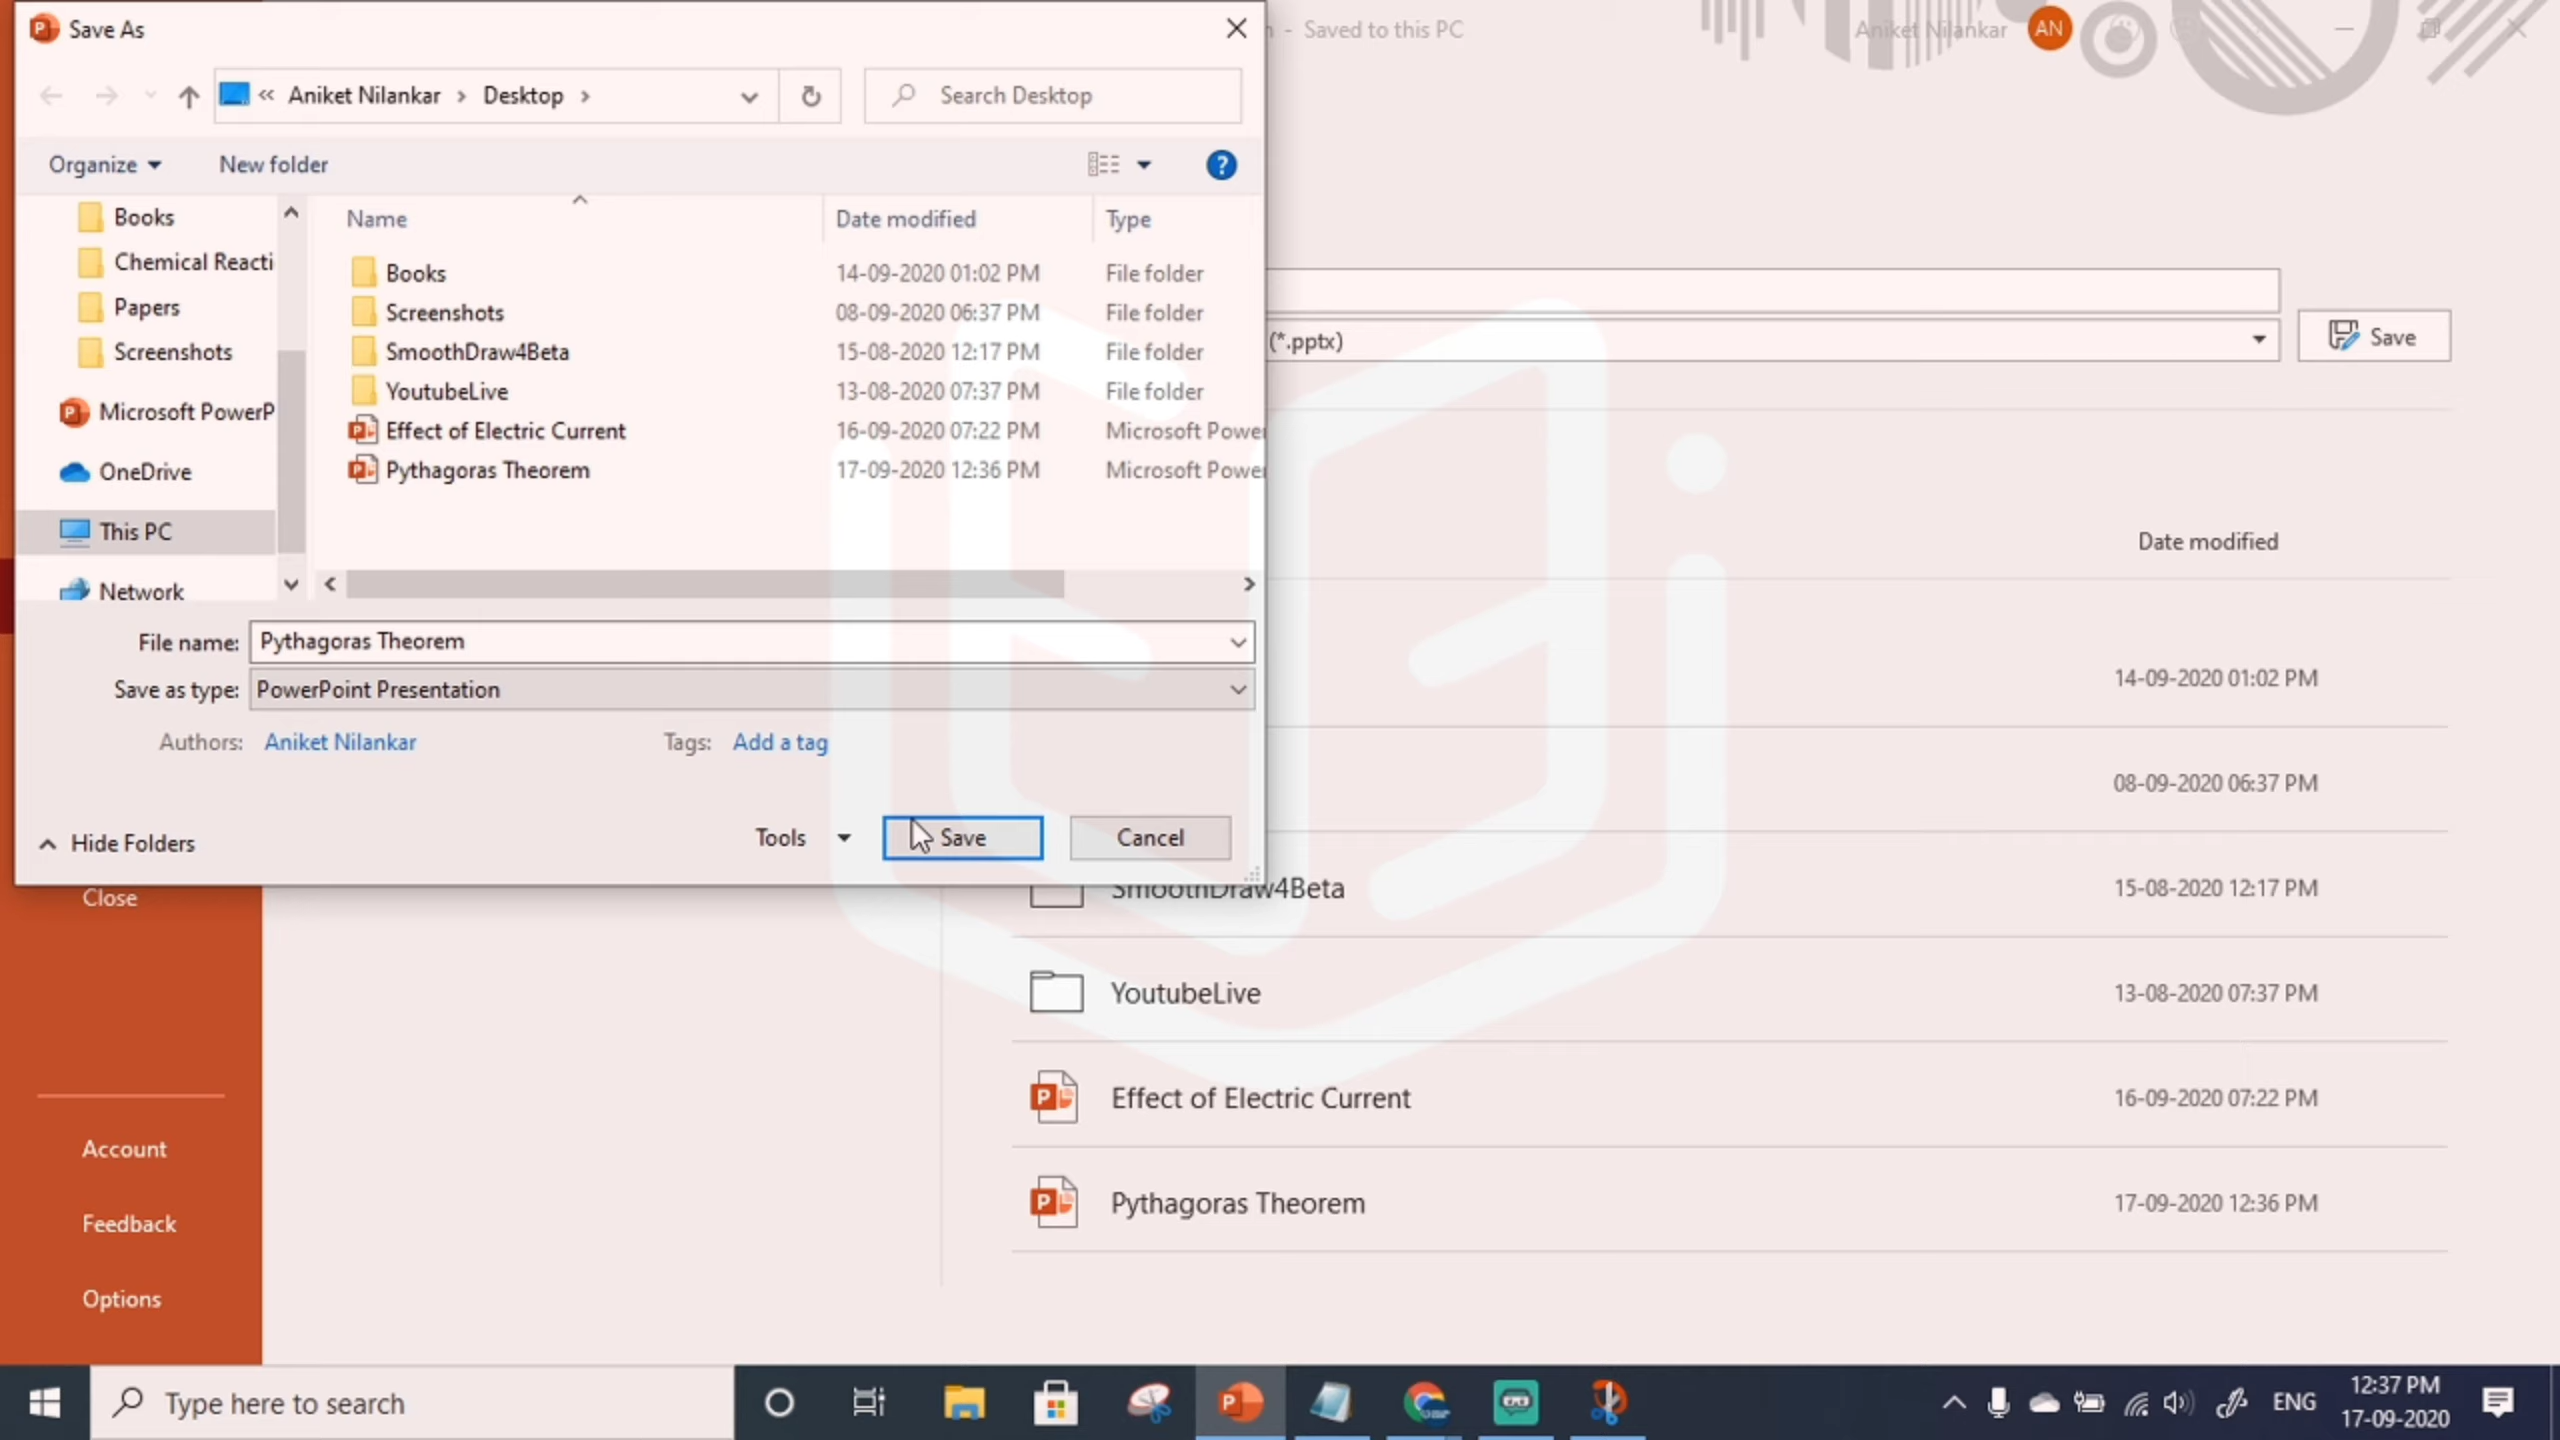 Save As
n - Saved to this PC
Aniket Nilankar
AN
« Aniket Nilankar › Desktop ›
Search Desktop
Organize
New folder
?
Books
Chemical Reacti
Papers
Screenshots
Microsoft PowerP
OneDrive
This PC
Network
Name Date modified Type
Books 14-09-2020 01:02 PM File folder
Screenshots 08-09-2020 06:37 PM File folder
SmoothDraw4Beta 15-08-2020 12:17 PM File folder
YoutubeLive 13-08-2020 07:37 PM File folder
Effect of Electric Current 16-09-2020 07:22 PM Microsoft Power
Pythagoras Theorem 17-09-2020 12:36 PM Microsoft Power
File name: Pythagoras Theorem
Save as type: PowerPoint Presentation
Authors: Aniket Nilankar Tags: Add a tag
Hide Folders
Tools
Save
Cancel
(*.pptx)
Save
Date modified
14-09-2020 01:02 PM
08-09-2020 06:37 PM
SmoothDraw4Beta 15-08-2020 12:17 PM
YoutubeLive 13-08-2020 07:37 PM
Effect of Electric Current 16-09-2020 07:22 PM
Pythagoras Theorem 17-09-2020 12:36 PM
Close
Account
Feedback
Options
Type here to search
ENG
12:37 PM
17-09-2020